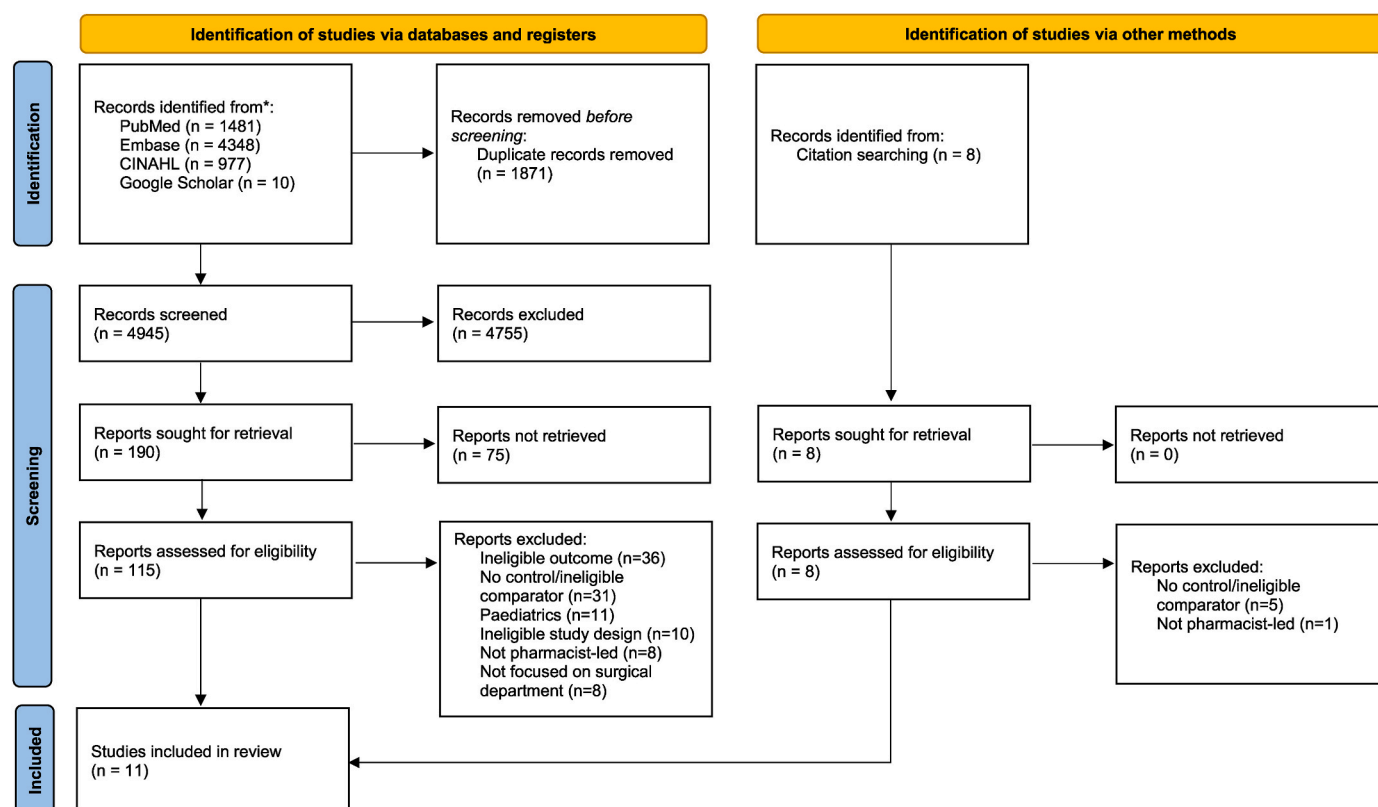 Identification of studies via databases and registers
Identification of studies via other methods
Identification
Records identified from*:
PubMed (n = 1481)
Embase (n = 4348)
CINAHL (n = 977)
Google Scholar (n = 10)
Records removed before
screening:
Duplicate records removed
(n = 1871)
Records identified from:
Citation searching (n = 8)
Screening
Records screened
(n = 4945)
Records excluded
(n = 4755)
Reports sought for retrieval
(n = 190)
Reports not retrieved
(n = 75)
Reports sought for retrieval
(n = 8)
Reports not retrieved
(n = 0)
Reports assessed for eligibility
(n = 115)
Reports excluded:
Ineligible outcome (n=36)
No control/ineligible
comparator (n=31)
Paediatrics (n=11)
Ineligible study design (n=10)
Not pharmacist-led (n=8)
Not focused on surgical
department (n=8)
Reports assessed for eligibility
(n = 8)
Reports excluded:
No control/ineligible
comparator (n=5)
Not pharmacist-led (n=1)
Included
Studies included in review
(n = 11)